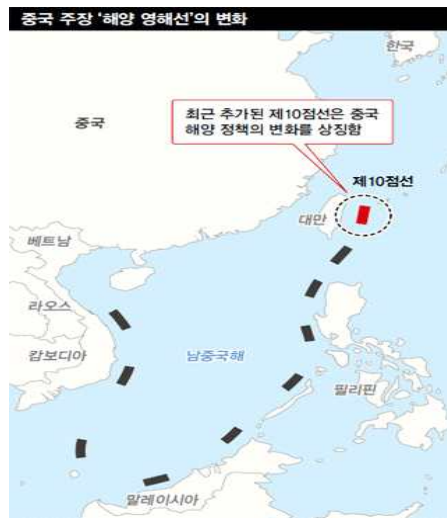 중국 주장 ‘해양 영해선’의 변화
한국
중국
최근 추가된 제10점선은 중국
해양 정책의 변화를 상징함
제10점선
대만
베트남
라오스
남중국해
캄보디아
필리핀
말레이시아